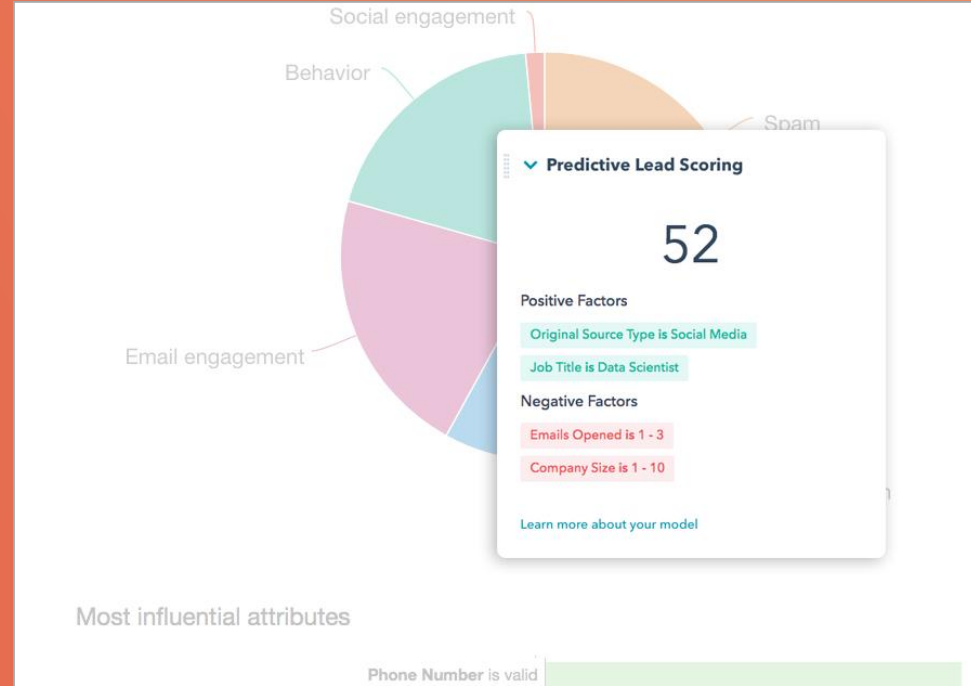 Social engagement
Behavior
Spam
Predictive Lead Scoring
52
Positive Factors
Original Source Type is Social Media
Job Title is Data Scientist
Email engagement
Negative Factors
Emails Opened is 1 - 3
Company Size is 1 - 10
Learn more about your model
Most influential attributes
Phone Number is valid